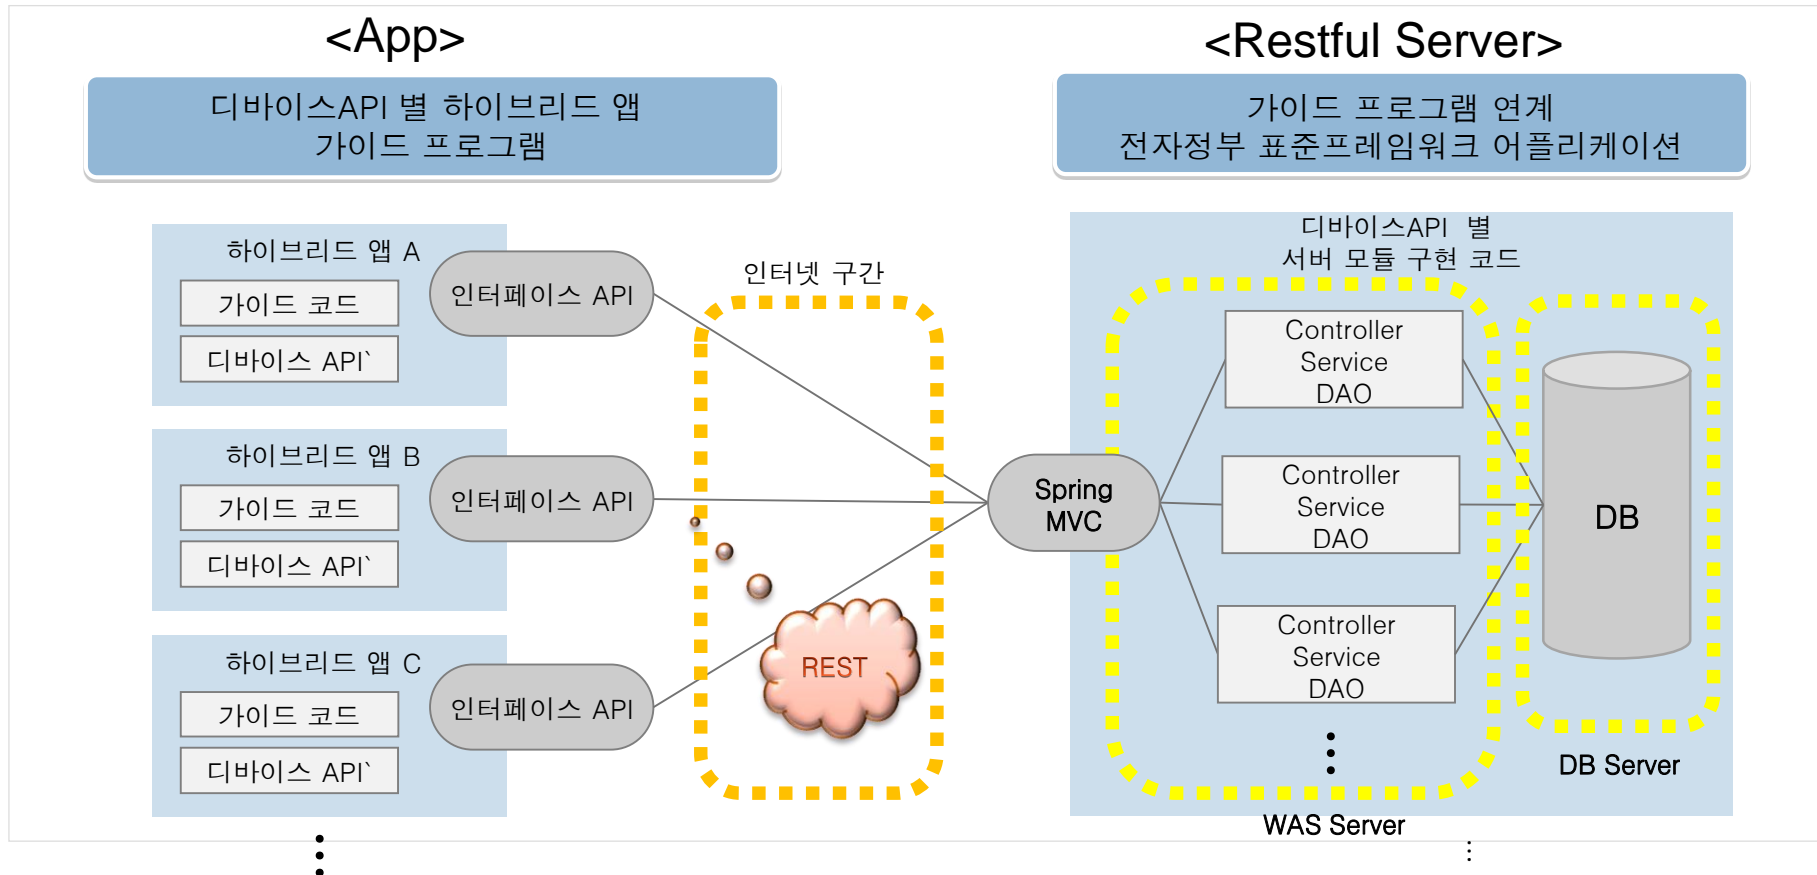 <App>
디바이스API 별 하이브리드 앱
가이드 프로그램
하이브리드 앱 A
가이드 코드
디바이스 API`
인터페이스 API
하이브리드 앱 B
가이드 코드
디바이스 API`
인터페이스 API
하이브리드 앱 C
가이드 코드
디바이스 API`
인터페이스 API
인터넷 구간
REST
<Restful Server>
가이드 프로그램 연계
전자정부 표준프레임워크 어플리케이션
디바이스API 별
서버 모듈 구현 코드
Spring
MVC
Controller
Service
DAO
Controller
Service
DAO
Controller
Service
DAO
WAS Server
DB
DB Server